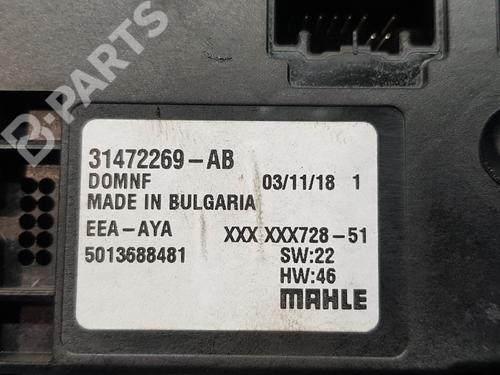 B-PARTS
31472269-AB
DOMNF 03/11/18 1
MADE IN BULGARIA
EEA-AYA XXX XXX728-51
5013688481 SW:22
HW:46
MAHLE